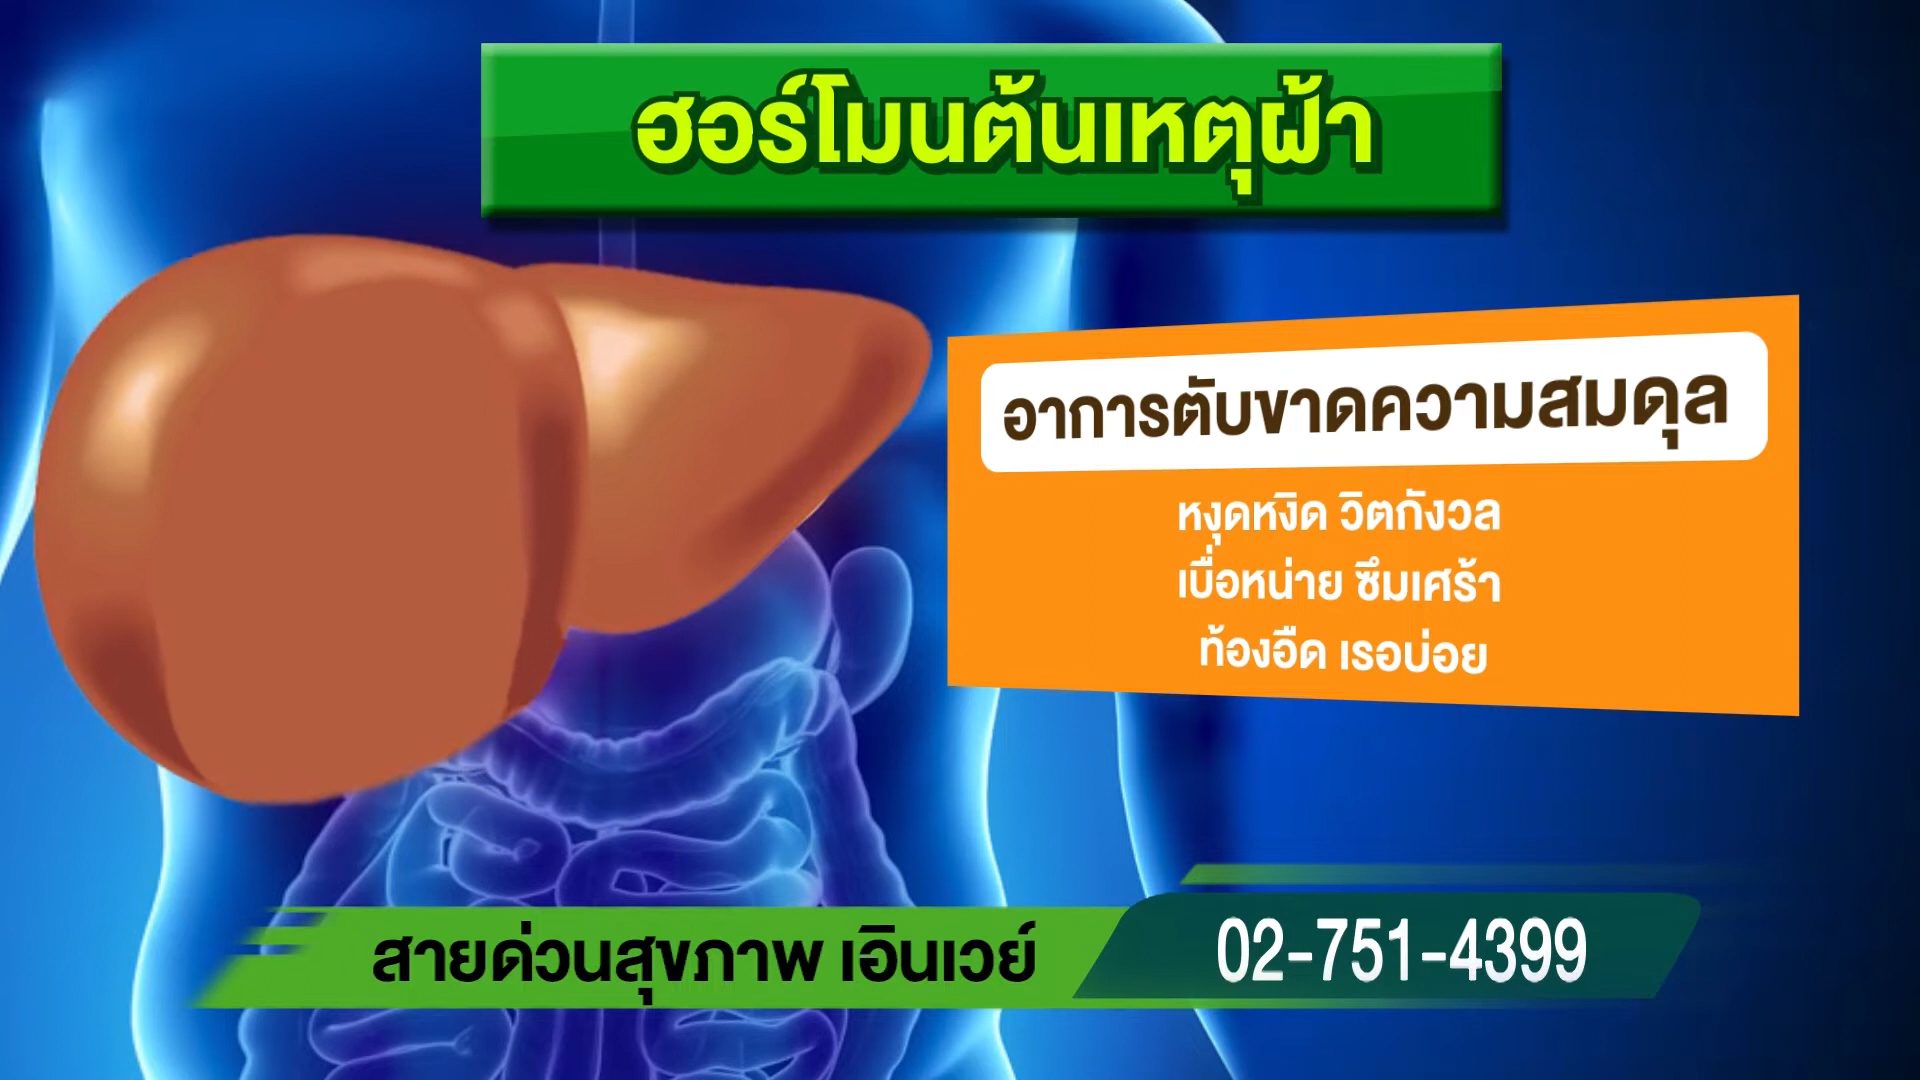 ฮอร์โมนต้นเหตุฝ้า
อาการตับขาดความสมดุล
หงุดหงิด วิตกกังวล
เบื่อหน่าย ซึมเศร้า
ท้องอืด เรอบ่อย
สายด่วนสุขภาพ เอินเวย์ 02-751-4399